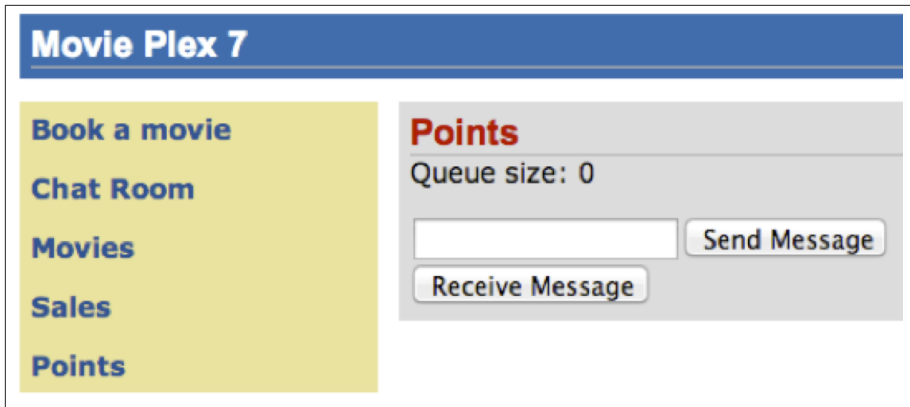 Movie Plex 7
Book a movie
Chat Room
Movies
Sales
Points
Points
Queue size: 0
Send Message
Receive Message